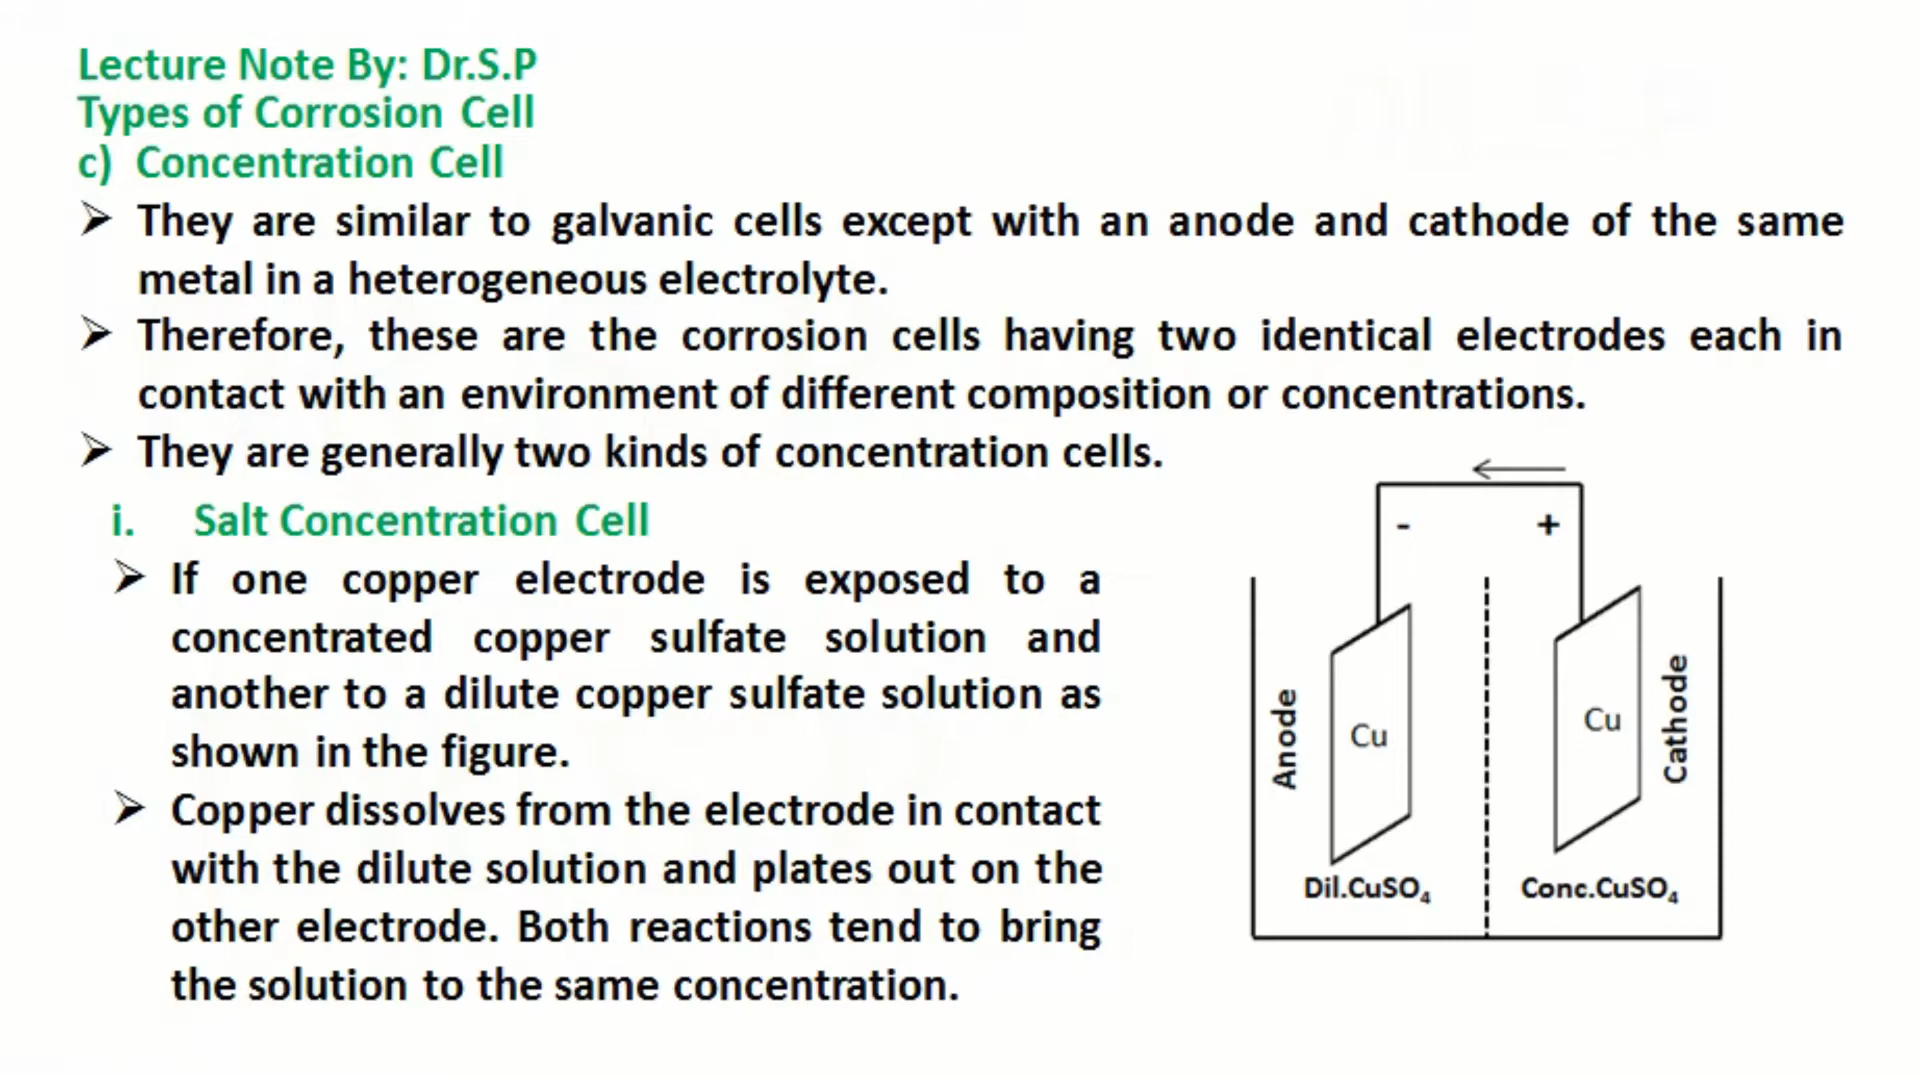 Lecture Note By: Dr.S.P
Types of Corrosion Cell
c) Concentration Cell
➢ They are similar to galvanic cells except with an anode and cathode of the same
metal in a heterogeneous electrolyte.
➢ Therefore, these are the corrosion cells having two identical electrodes each in
contact with an environment of different composition or concentrations.
➢ They are generally two kinds of concentration cells.
i. Salt Concentration Cell
➢ If one copper electrode is exposed to a
concentrated copper sulfate solution and
another to a dilute copper sulfate solution as
shown in the figure.
➢ Copper dissolves from the electrode in contact
with the dilute solution and plates out on the
other electrode. Both reactions tend to bring
the solution to the same concentration.
- +
Anode
Cu
Cu
Cathode
Dil.CuSO₄
Conc.CuSO₄